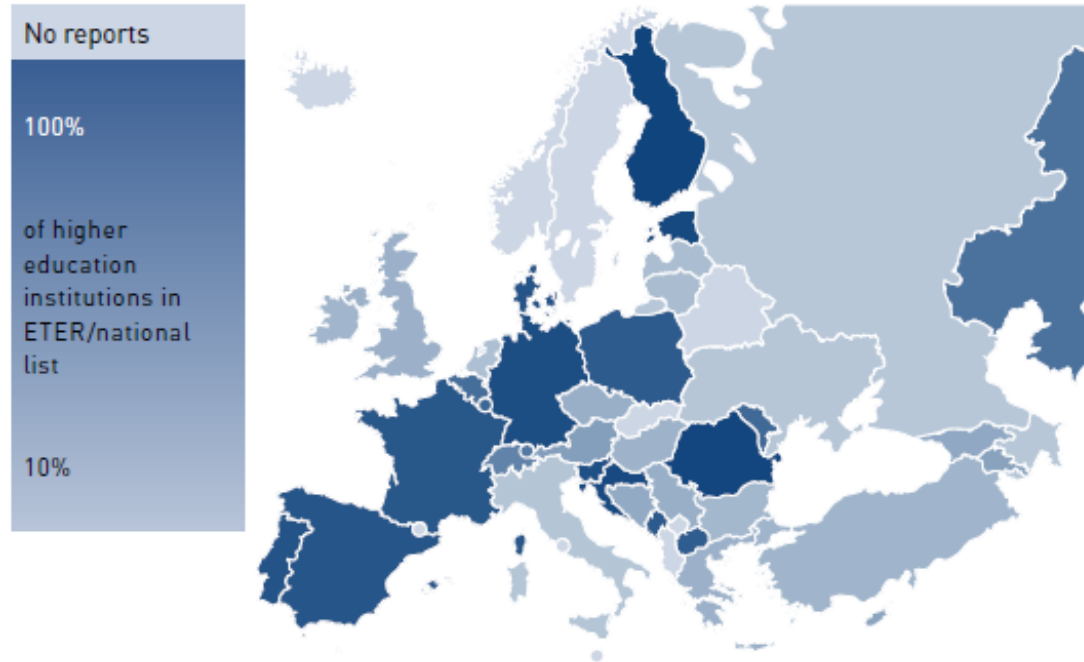 No reports
100%
of higher
education
institutions in
ETER/national
list
10%